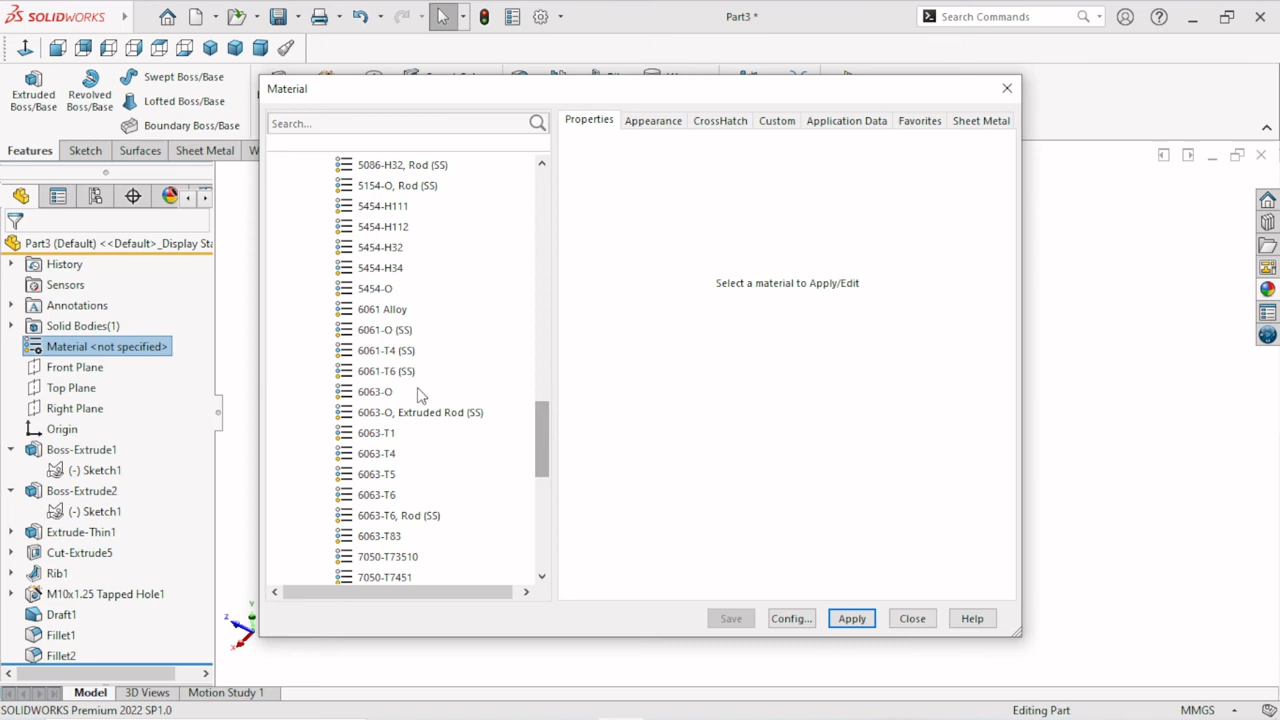 SOLIDWORKS
Part3 *
Search Commands
Extruded Boss/Base
Revolved Boss/Base
Swept Boss/Base
Lofted Boss/Base
Boundary Boss/Base
Features
Sketch
Surfaces
Sheet Metal
Part3 (Default) <<Default>_Display Sta
History
Sensors
Annotations
Solid Bodies(1)
Material <not specified>
Front Plane
Top Plane
Right Plane
Origin
Boss-Extrude1
(-) Sketch1
Boss-Extrude2
(-) Sketch1
Extrude-Thin1
Cut-Extrude5
Rib1
M10x1.25 Tapped Hole1
Draft1
Fillet1
Fillet2
Material
Search...
5086-H32, Rod (SS)
5154-O, Rod (SS)
5454-H111
5454-H112
5454-H32
5454-H34
5454-O
6061 Alloy
6061-O (SS)
6061-T4 (SS)
6061-T6 (SS)
6063-O
6063-O, Extruded Rod (SS)
6063-T1
6063-T4
6063-T5
6063-T6
6063-T6, Rod (SS)
6063-T83
7050-T73510
7050-T7451
Properties
Appearance
CrossHatch
Custom
Application Data
Favorites
Sheet Metal
Select a material to Apply/Edit
Save
Config...
Apply
Close
Help
Y
Z
X
Model
3D Views
Motion Study 1
SOLIDWORKS Premium 2022 SP1.0
Editing Part
MMGS